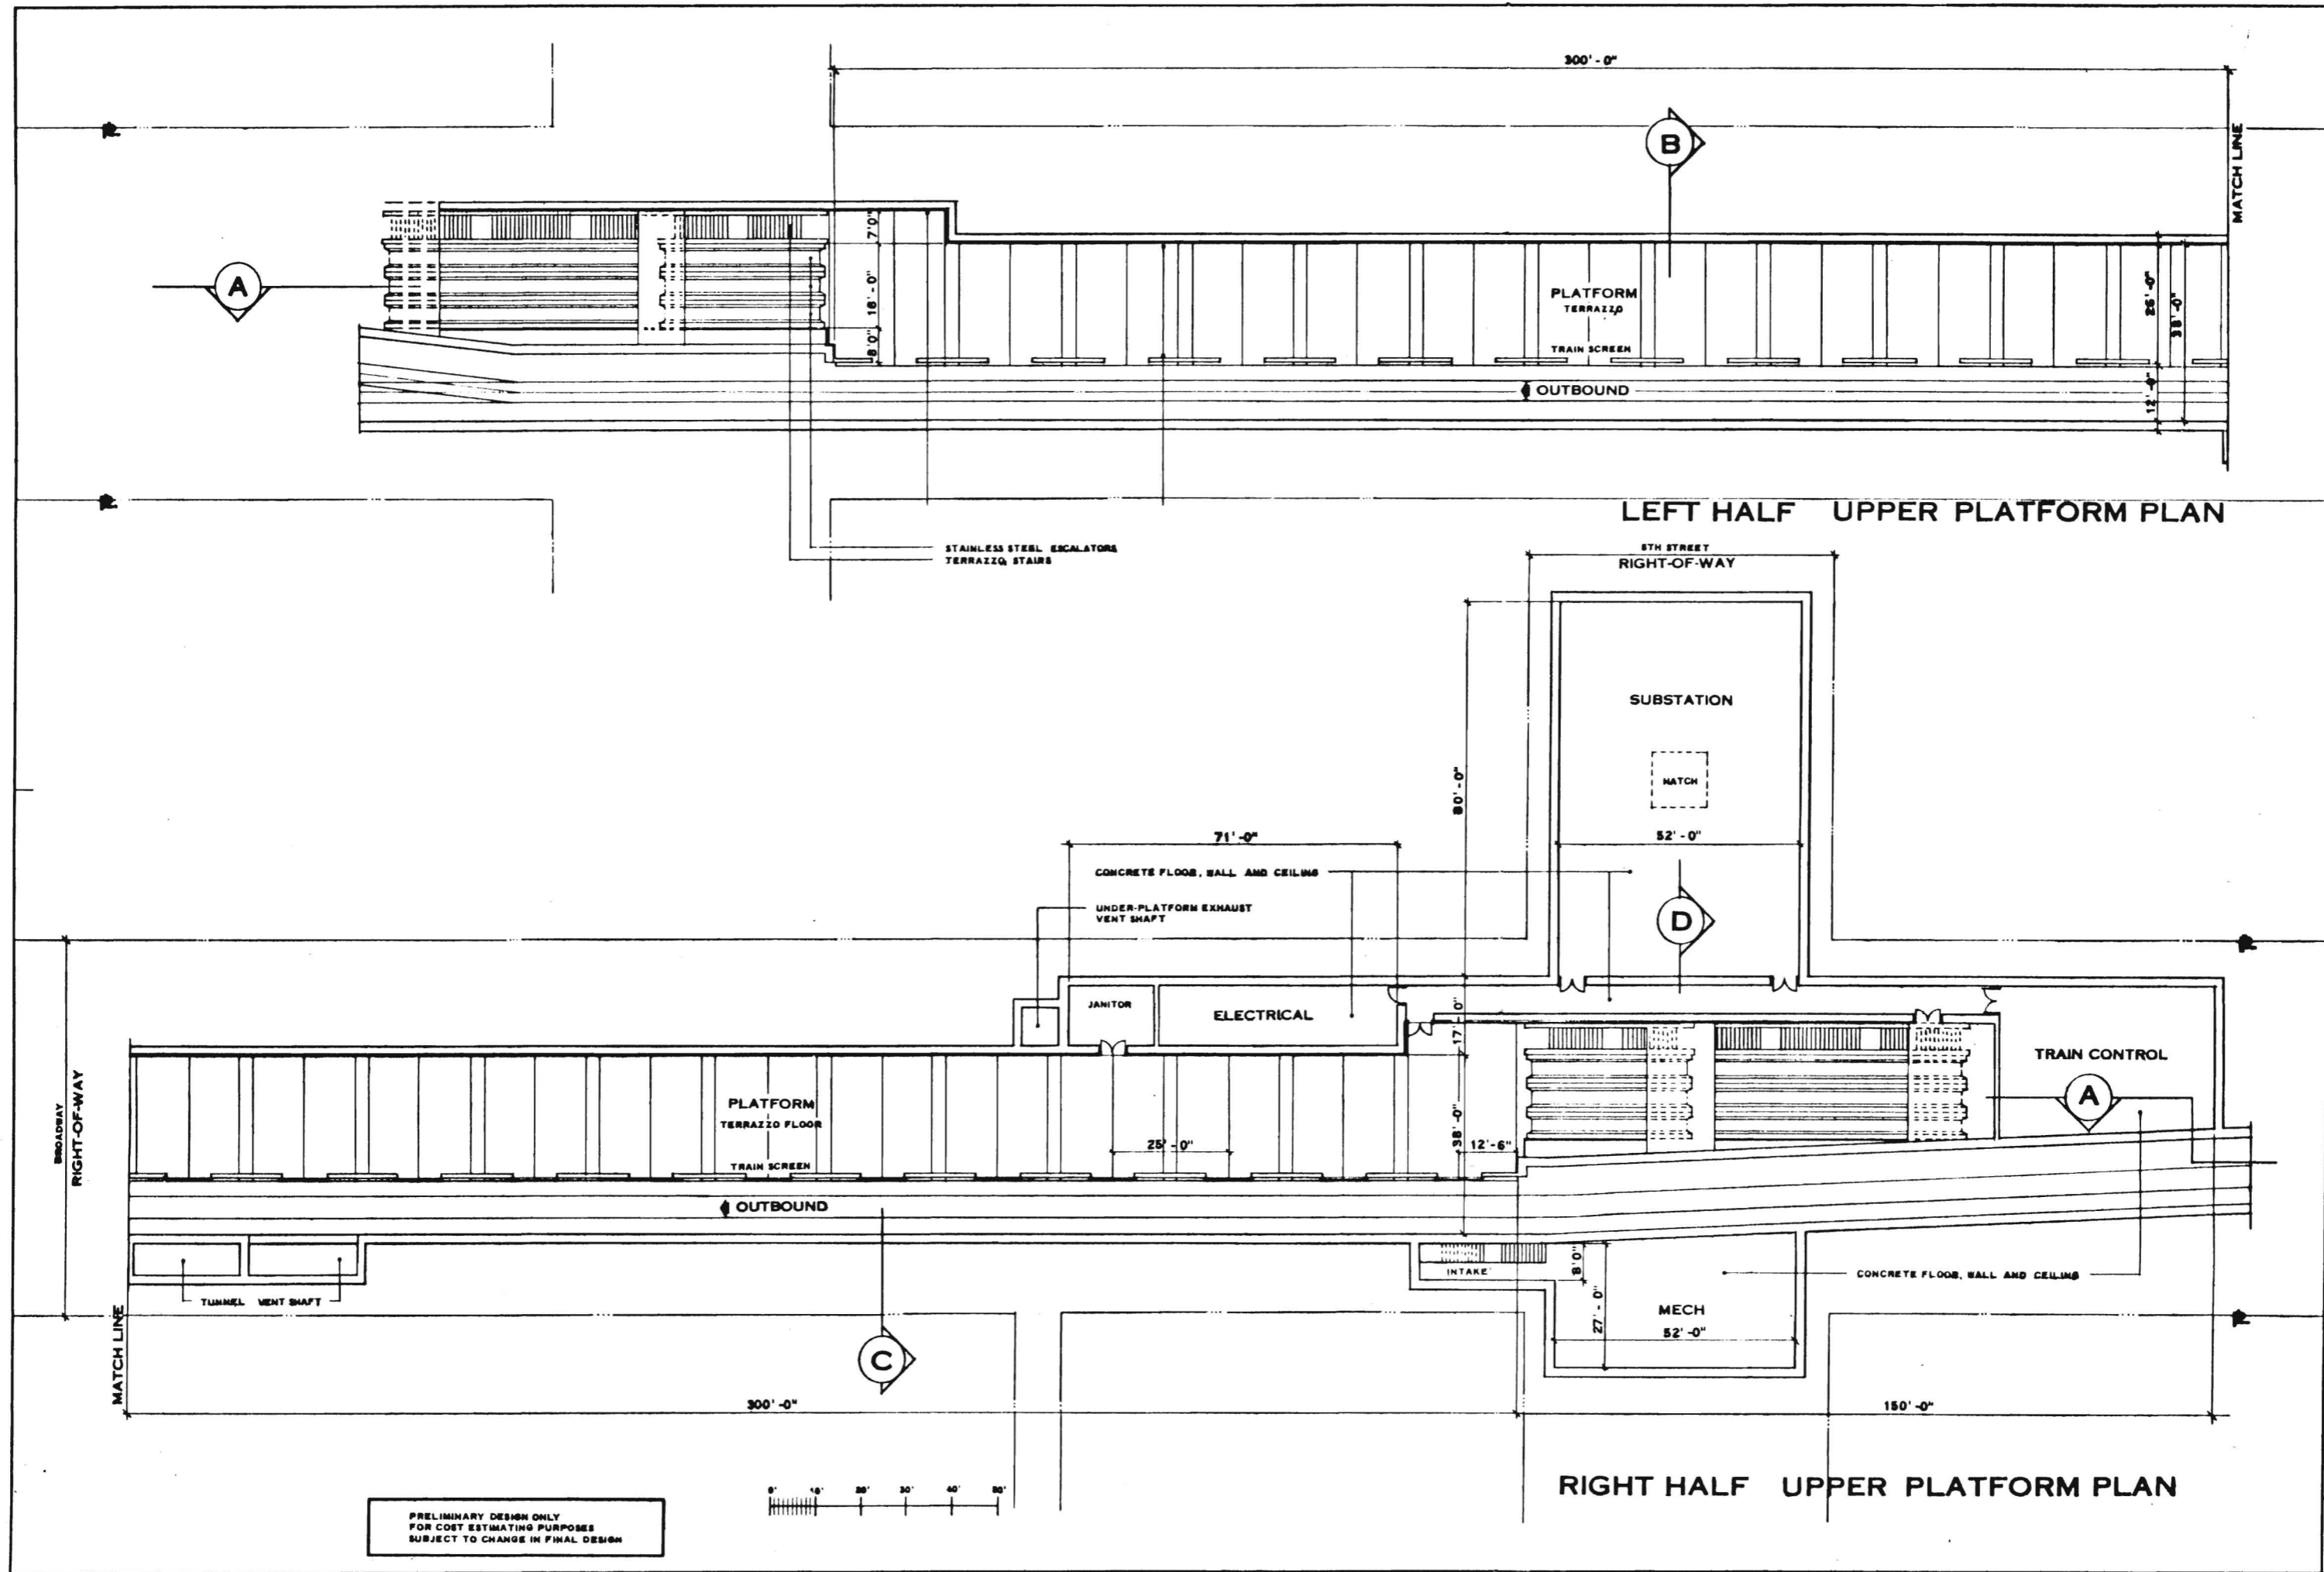 300'-0"
MATCH LINE
B
A
7'0"
18'-0"
8'0"
PLATFORM
TERRAZZO
TRAIN SCREEN
26'-0"
38'-0"
12'-0"
OUTBOUND
LEFT HALF UPPER PLATFORM PLAN
STAINLESS STEEL ESCALATORS
TERRAZZO STAIRS
RIGHT-OF-WAY
SUBSTATION
HATCH
80'-0"
52'-0"
71'-0"
CONCRETE FLOOR, WALL AND CEILING
UNDER-PLATFORM EXHAUST
VENT SHAFT
D
JANITOR
ELECTRICAL
17'-0"
TRAIN CONTROL
A
BROADWAY
RIGHT-OF-WAY
PLATFORM
TERRAZZO FLOOR
TRAIN SCREEN
25'-0"
38'-0"
12'-6"
OUTBOUND
TUNNEL VENT SHAFT
INTAKE
8'0"
27'-0"
MECH
52'-0"
CONCRETE FLOOR, WALL AND CEILING
MATCH LINE
C
300'-0"
150'-0"
RIGHT HALF UPPER PLATFORM PLAN
0' 10' 20' 30' 40' 50'
PRELIMINARY DESIGN ONLY
FOR COST ESTIMATING PURPOSES
SUBJECT TO CHANGE IN FINAL DESIGN